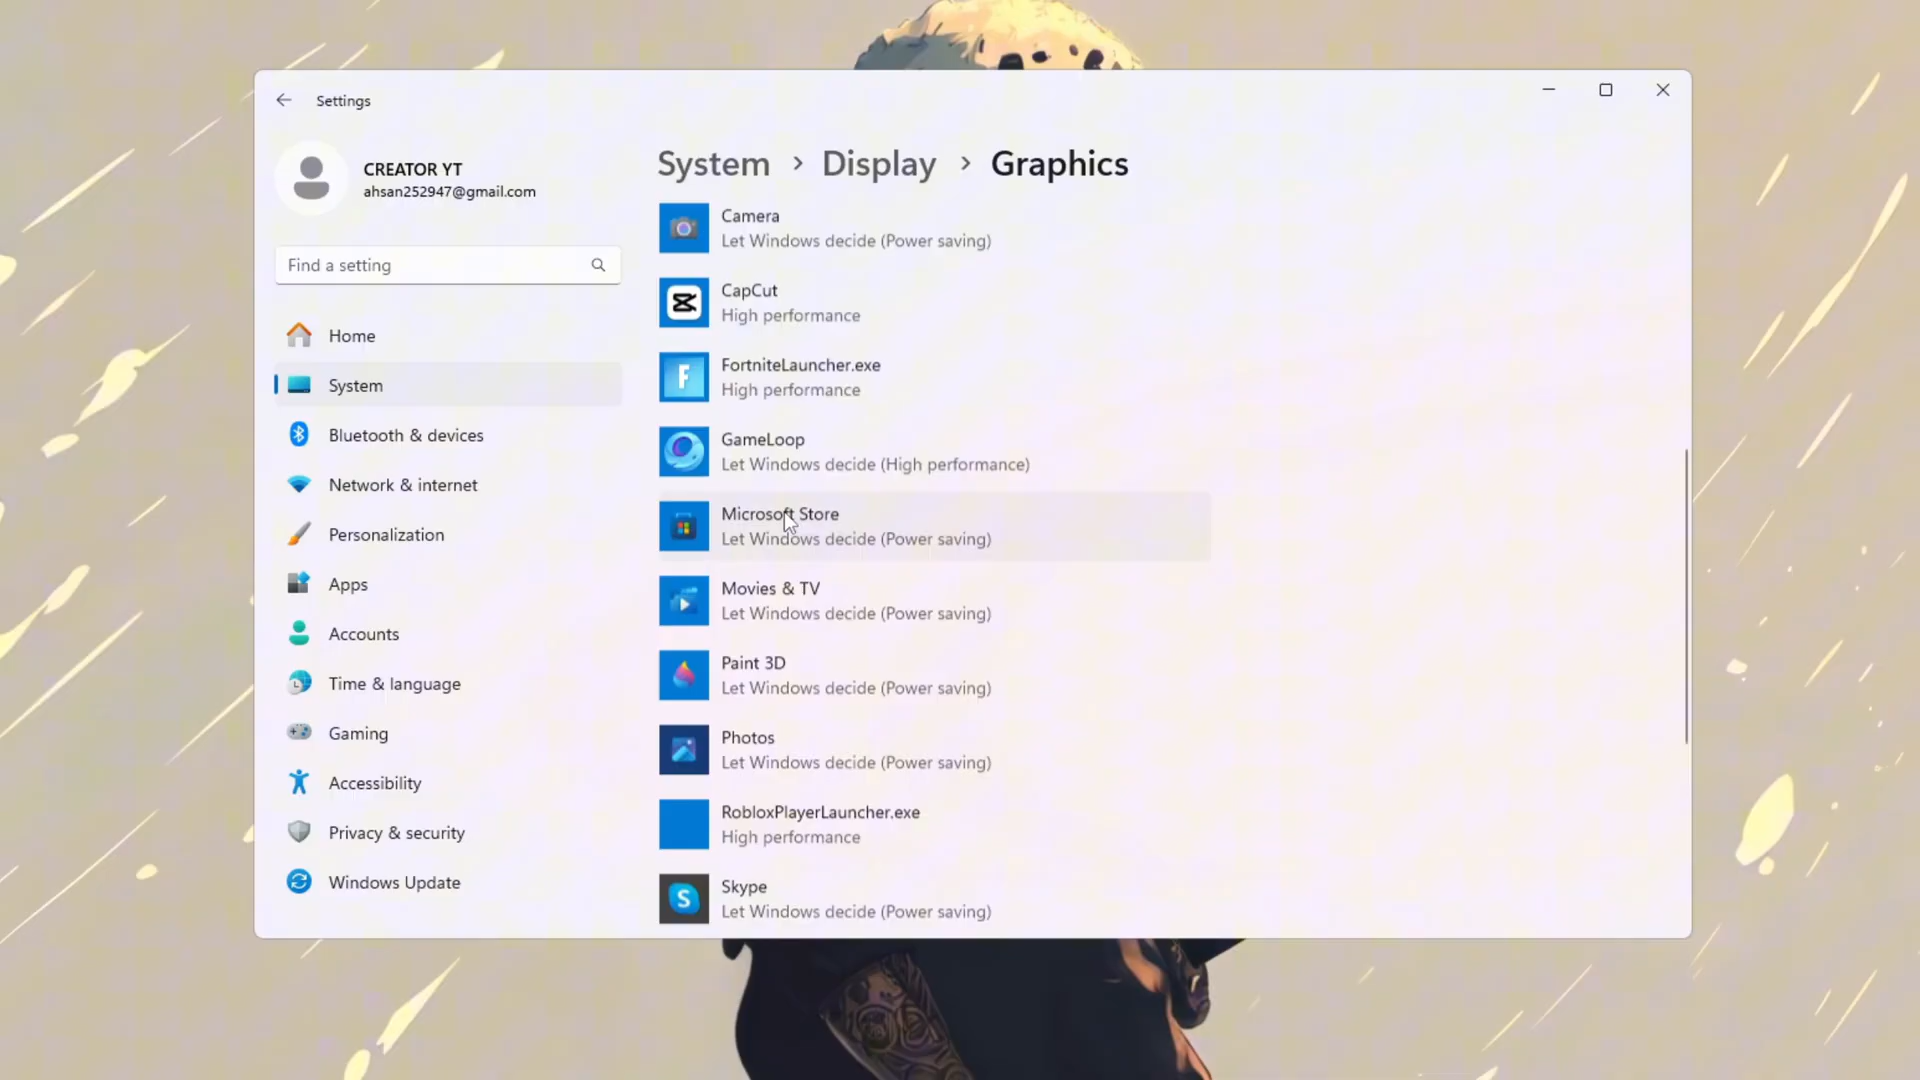 Settings
CREATOR YT
ahsan252947@gmail.com
Find a setting
Home
System
Bluetooth & devices
Network & internet
Personalization
Apps
Accounts
Time & language
Gaming
Accessibility
Privacy & security
Windows Update
System > Display > Graphics
Camera
Let Windows decide (Power saving)
CapCut
High performance
FortniteLauncher.exe
High performance
GameLoop
Let Windows decide (High performance)
Microsoft Store
Let Windows decide (Power saving)
Movies & TV
Let Windows decide (Power saving)
Paint 3D
Let Windows decide (Power saving)
Photos
Let Windows decide (Power saving)
RobloxPlayerLauncher.exe
High performance
Skype
Let Windows decide (Power saving)